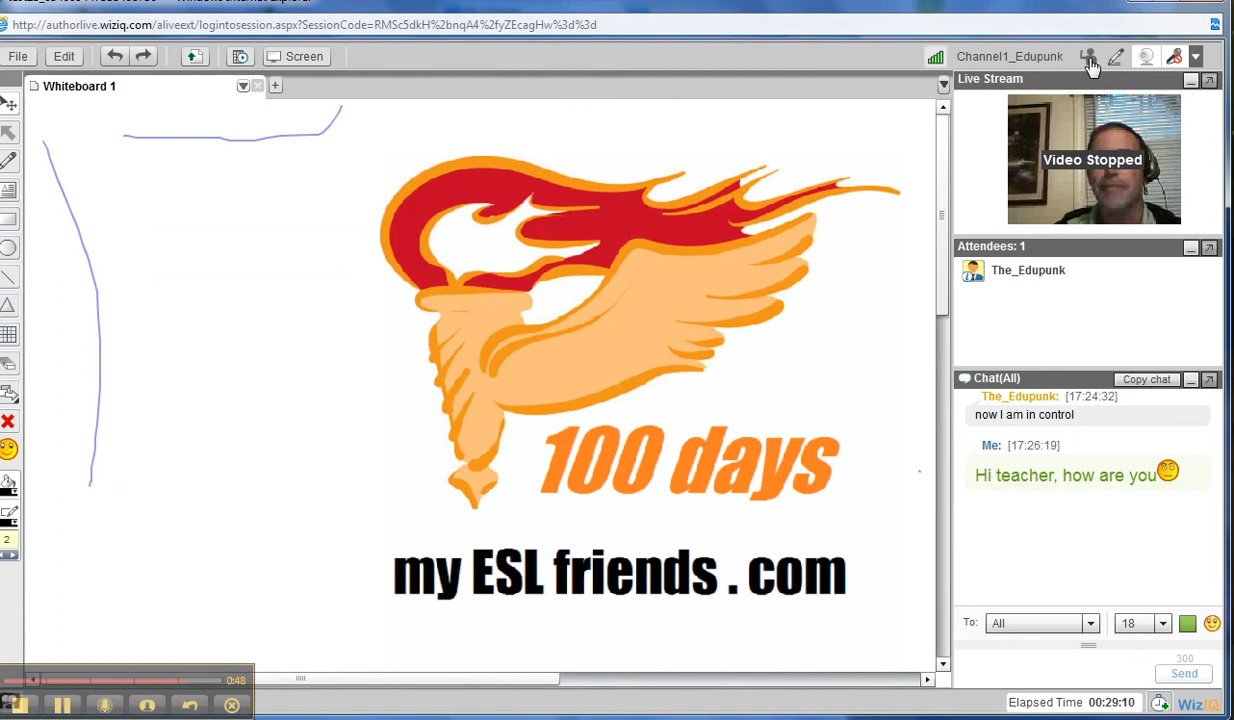 http://authorlive.wiziq.com/aliveext/logintosession.aspx?SessionCode=RMSc5dkH%2bnqA4%2fyZEcagHw%3d%3d
File Edit Screen Channel1_Edupunk
Whiteboard 1
Live Stream
Video Stopped
Attendees: 1
The_Edupunk
Chat(All) Copy chat
The_Edupunk: [17:24:32]
now I am in control
Me: [17:26:19]
Hi teacher, how are you
100 days
my ESL friends . com
To: All 18
2
300
Send
0:48
Elapsed Time 00:29:10 WizIQ